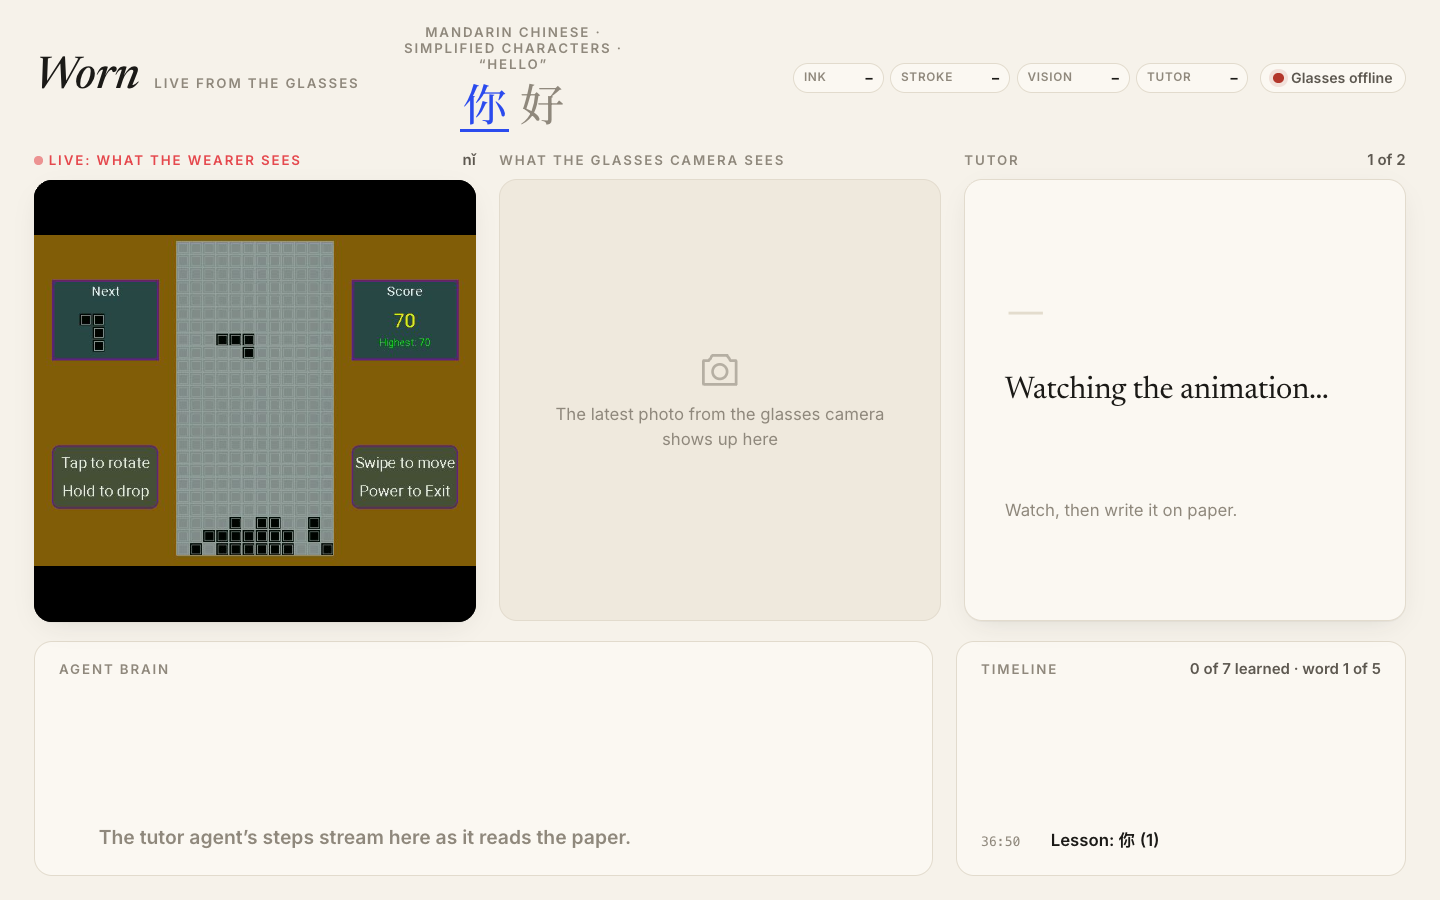 Worn
LIVE FROM THE GLASSES
MANDARIN CHINESE ·
SIMPLIFIED CHARACTERS ·
“HELLO”
你 好
INK –
STROKE –
VISION –
TUTOR –
Glasses offline
LIVE: WHAT THE WEARER SEES
nǐ
Next
Score
70
Highest: 70
Tap to rotate
Hold to drop
Swipe to move
Power to Exit
WHAT THE GLASSES CAMERA SEES
The latest photo from the glasses camera
shows up here
TUTOR
1 of 2
Watching the animation...
Watch, then write it on paper.
AGENT BRAIN
The tutor agent’s steps stream here as it reads the paper.
TIMELINE
0 of 7 learned · word 1 of 5
36:50 Lesson: 你 (1)